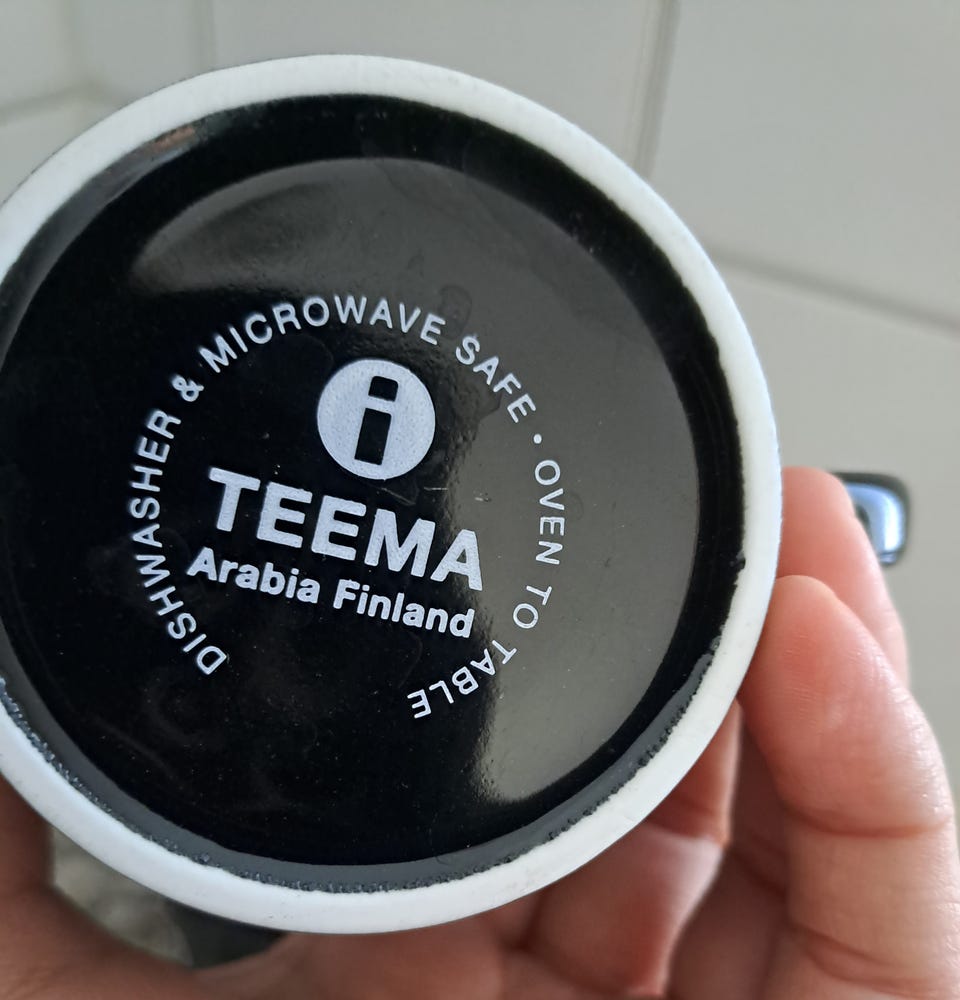 DISHWASHER & MICROWAVE SAFE · OVEN TO TABLE
i
TEEMA
Arabia Finland